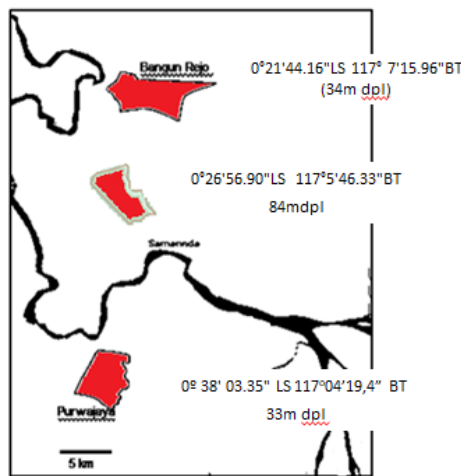 Bangun Rejo
0°21'44.16"LS 117° 7'15.96"BT
(34m dpl)
0°26'56.90"LS 117°5'46.33"BT
84mdpl
Samarinda
0º 38' 03.35" LS 117º04'19,4" BT
33m dpl
Purwajaya
5 km